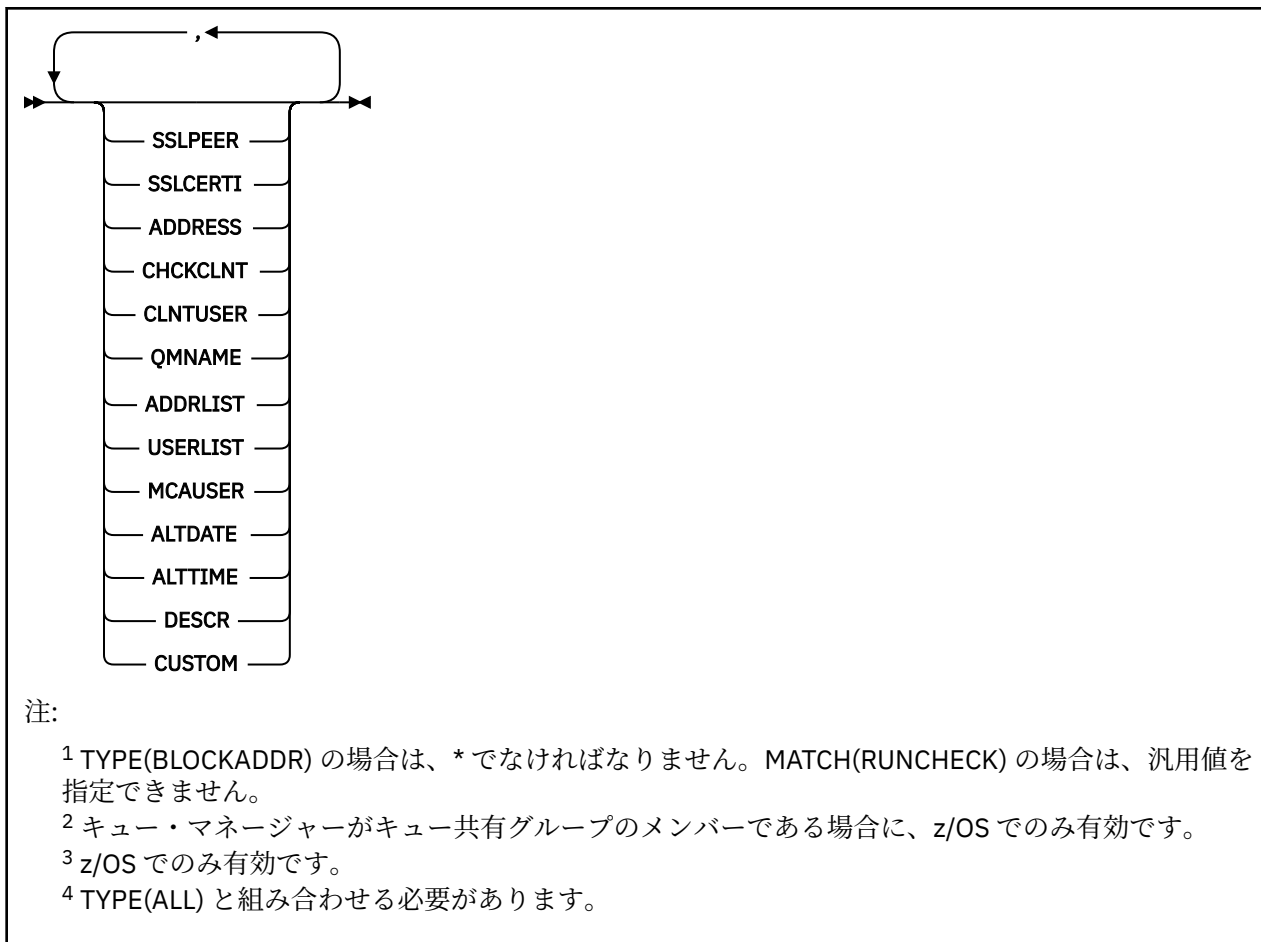 ,
SSLPEER
SSLCERTI
ADDRESS
CHCKCLNT
CLNTUSER
QMNAME
ADDRLIST
USERLIST
MCAUSER
ALTDATE
ALTTIME
DESCR
CUSTOM
注:
1 TYPE(BLOCKADDR) の場合は、* でなければなりません。MATCH(RUNCHECK) の場合は、汎用値を
指定できません。
2 キュー・マネージャーがキュー共有グループのメンバーである場合に、z/OS でのみ有効です。
3 z/OS でのみ有効です。
4 TYPE(ALL) と組み合わせる必要があります。